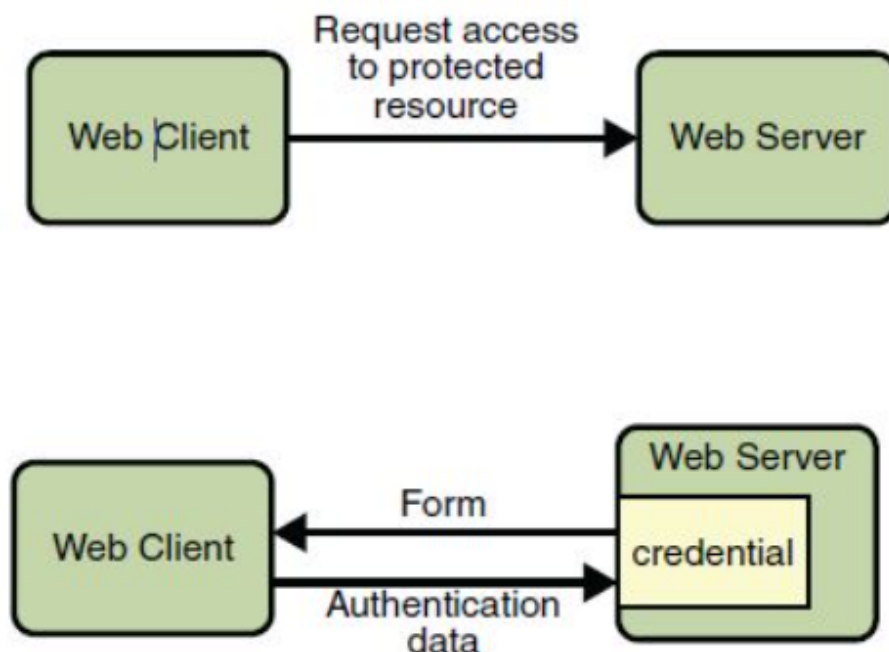 Request access
to protected
resource
Web Client
Web Server
Web Server
Form
Web Client
credential
Authentication
data